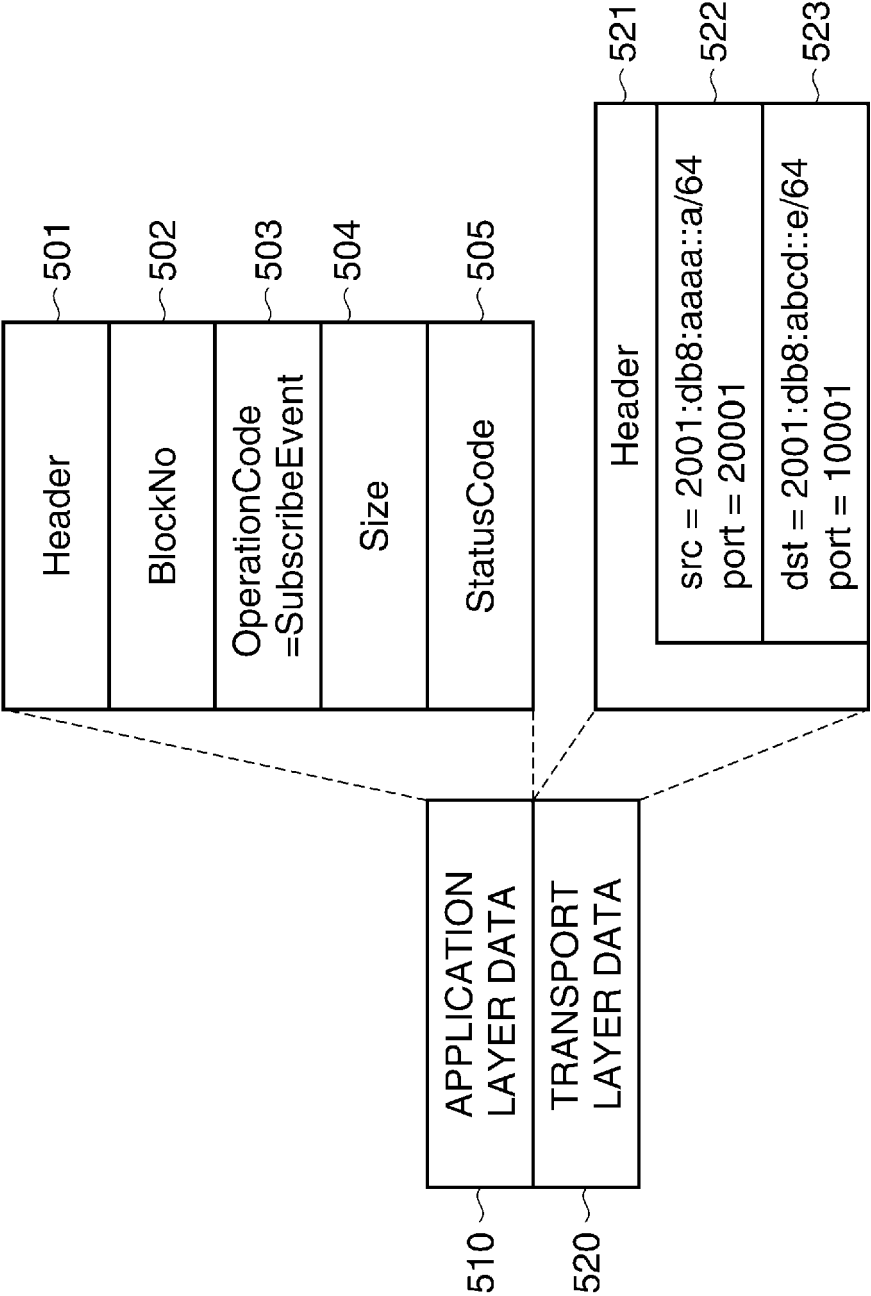 510
APPLICATION
LAYER DATA
520
TRANSPORT
LAYER DATA
Header
501
BlockNo
502
OperationCode
=SubscribeEvent
503
Size
504
StatusCode
505
Header
521
src = 2001:db8:aaaa::a/64
port = 20001
522
dst = 2001:db8:abcd::e/64
port = 10001
523